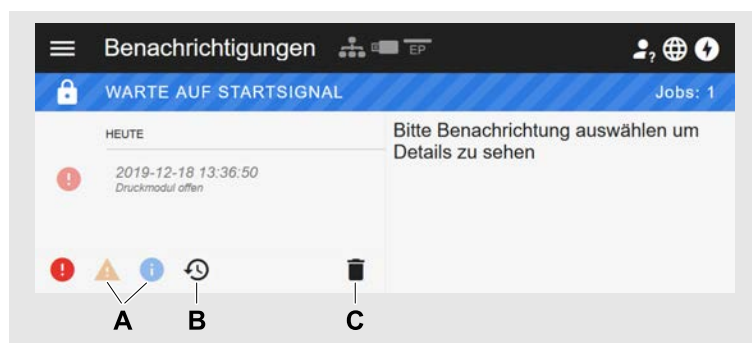 Benachrichtigungen EP
WARTE AUF STARTSIGNAL Jobs: 1
HEUTE
2019-12-18 13:36:50
Druckmodul offen
Bitte Benachrichtung auswählen um
Details zu sehen
A B C